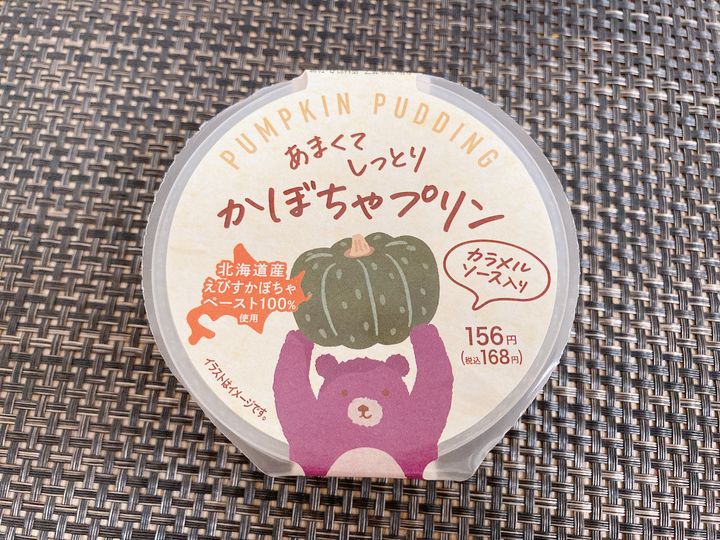 PUMPKIN PUDDING
あまくて
しっとり
かぼちゃプリン
カラメル
ソース入り
北海道産
えびすかぼちゃ
ペースト100%
使用
156円
(税込168円)
イラストはイメージです。